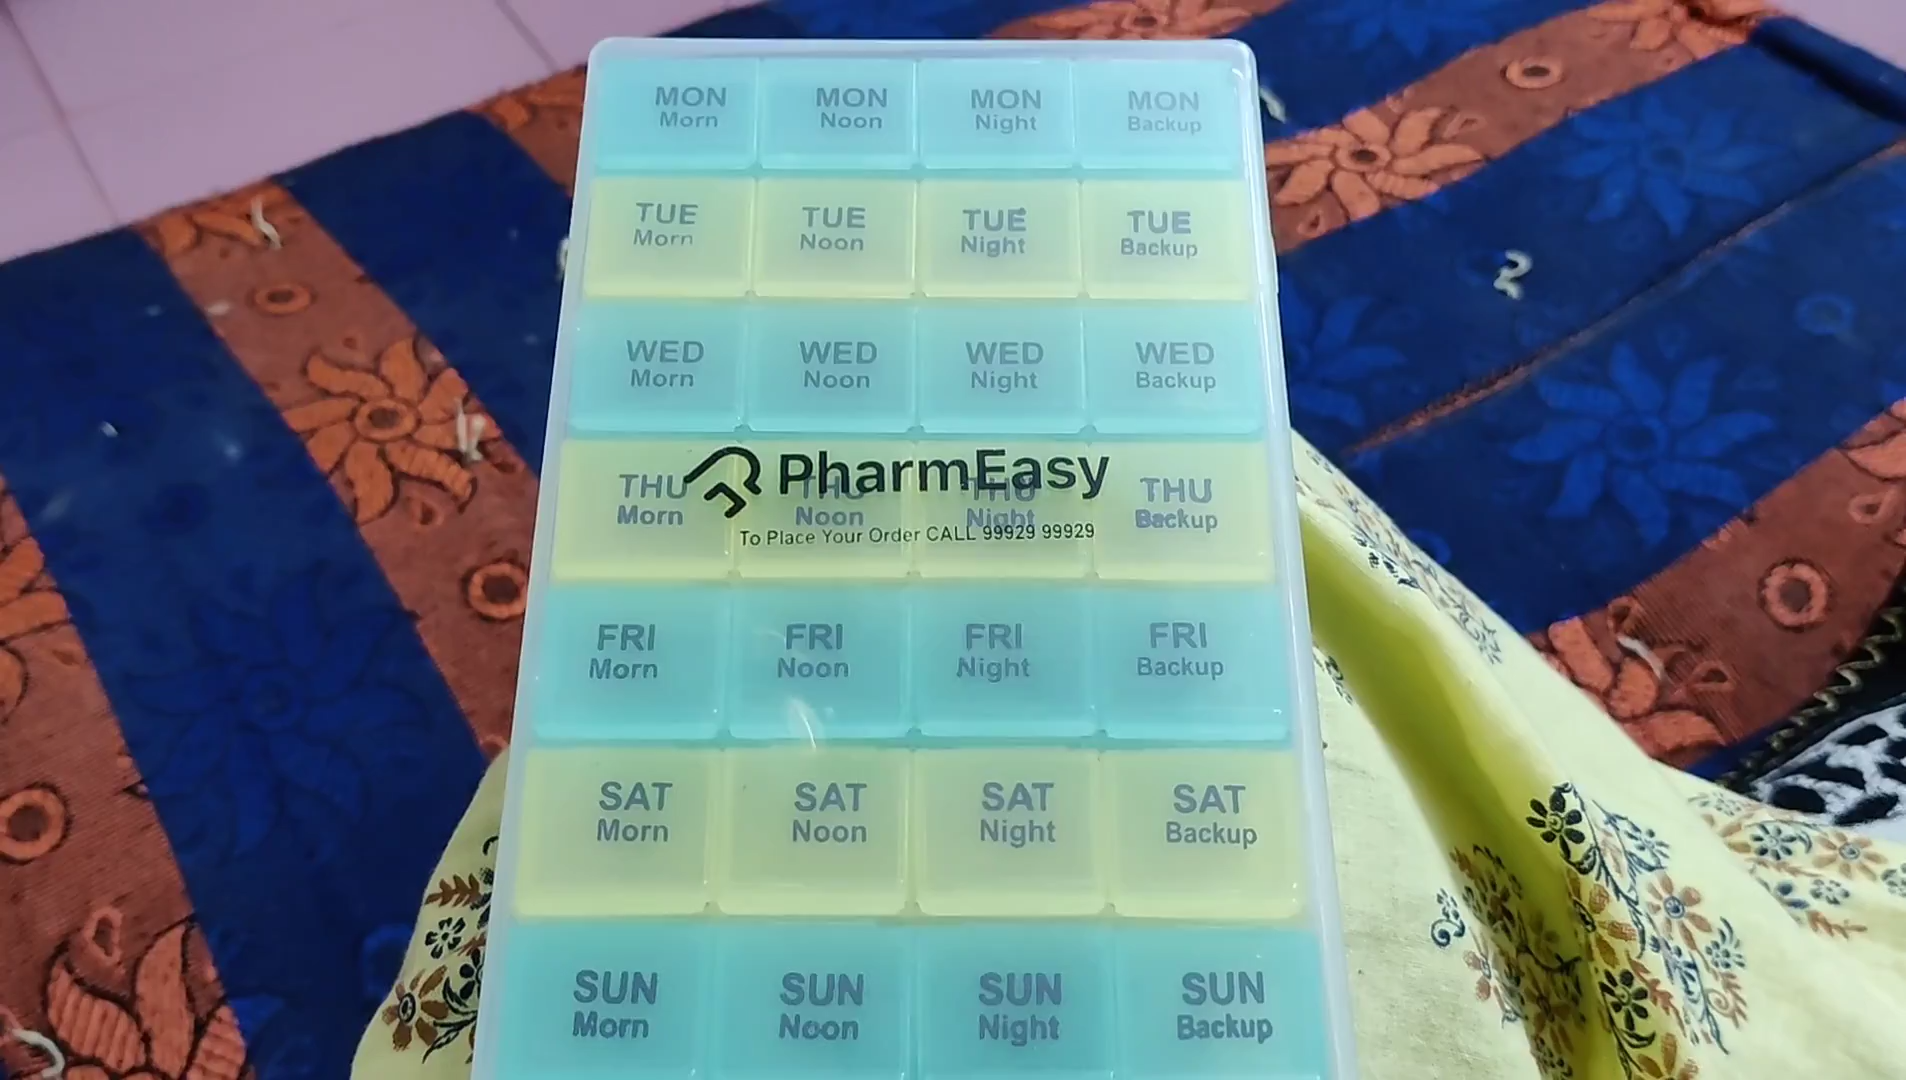 MON MON MON MON
Morn Noon Night Backup
TUE TUE TUE TUE
Morn Noon Night Backup
WED WED WED WED
Morn Noon Night Backup
PharmEasy
THU THU THU THU
Morn Noon Night Backup
To Place Your Order CALL 99929 99929
FRI FRI FRI FRI
Morn Noon Night Backup
SAT SAT SAT SAT
Morn Noon Night Backup
SUN SUN SUN SUN
Morn Noon Night Backup